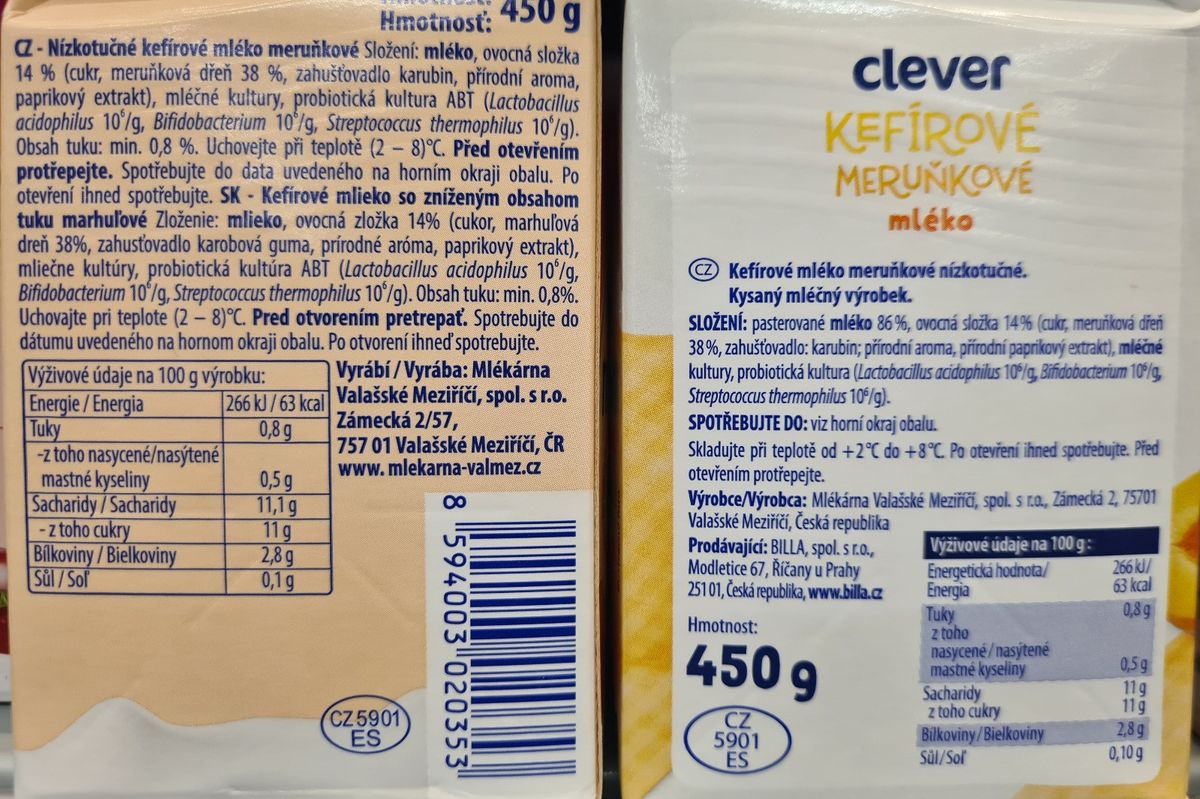 Hmotnosť: 450 g
CZ - Nízkotučné kefírové mléko meruňkové Složení: mléko, ovocná složka
14 % (cukr, meruňková dřeň 38 %, zahušťovadlo karubin, přírodní aroma,
paprikový extrakt), mléčné kultury, probiotická kultura ABT (Lactobacillus
acidophilus 10⁶/g, Bifidobacterium 10⁶/g, Streptococcus thermophilus 10⁶/g).
Obsah tuku: min. 0,8 %. Uchovejte při teplotě (2 – 8)°C. Před otevřením
protřepejte. Spotřebujte do data uvedeného na horním okraji obalu. Po
otevření ihned spotřebujte. SK - Kefírové mlieko so zníženým obsahom
tuku marhuľové Zloženie: mlieko, ovocná zložka 14% (cukor, marhuľová
dreň 38%, zahusťovadlo karobová guma, prírodné aróma, paprikový extrakt),
mliečne kultúry, probiotická kultúra ABT (Lactobacillus acidophilus 10⁶/g,
Bifidobacterium 10⁶/g, Streptococcus thermophilus 10⁶/g). Obsah tuku: min. 0,8%.
Uchovajte pri teplote (2 – 8)°C. Pred otvorením pretrepať. Spotrebujte do
dátumu uvedeného na hornom okraji obalu. Po otvorení ihneď spotrebujte.
Výživové údaje na 100 g výrobku:
Energie / Energia 266 kJ / 63 kcal
Tuky 0,8 g
-z toho nasycené/nasýtené
mastné kyseliny 0,5 g
Sacharidy / Sacharidy 11,1 g
- z toho cukry 11 g
Bílkoviny / Bielkoviny 2,8 g
Sůl / Soľ 0,1 g
Vyrábí / Vyrába: Mlékárna
Valašské Meziříčí, spol. s r.o.
Zámecká 2/57,
757 01 Valašské Meziříčí, ČR
www. mlekarna-valmez.cz
8 594003 020353
CZ 5901
ES
clever
KEFÍROVÉ
MERUŇKOVÉ
mléko
CZ Kefírové mléko meruňkové nízkotučné.
Kysaný mléčný výrobek.
SLOŽENÍ: pasterované mléko 86 %, ovocná složka 14 % (cukr, meruňková dřeň
38 %, zahušťovadlo: karubin; přírodní aroma, přírodní paprikový extrakt), mléčné
kultury, probiotická kultura (Lactobacillus acidophilus 10⁶/g, Bifidobacterium 10⁶/g,
Streptococcus thermophilus 10⁶/g).
SPOTŘEBUJTE DO: viz horní okraj obalu.
Skladujte při teplotě od +2°C do +8°C. Po otevření ihned spotřebujte. Před
otevřením protřepejte.
Výrobce/Výrobca: Mlékárna Valašské Meziříčí, spol. s r.o., Zámecká 2, 75701
Valašské Meziříčí, Česká republika
Prodávající: BILLA, spol. s r.o.,
Modletice 67, Říčany u Prahy
251 01, Česká republika, www.billa.cz
Hmotnost:
450 g
CZ
5901
ES
Výživové údaje na 100 g:
Energetická hodnota/ 266 kJ/
Energia 63 kcal
Tuky 0,8 g
z toho
nasycené/nasýtené
mastné kyseliny 0,5 g
Sacharidy 11 g
z toho cukry 11 g
Bílkoviny/Bielkoviny 2,8 g
Sůl/Soľ 0,10 g